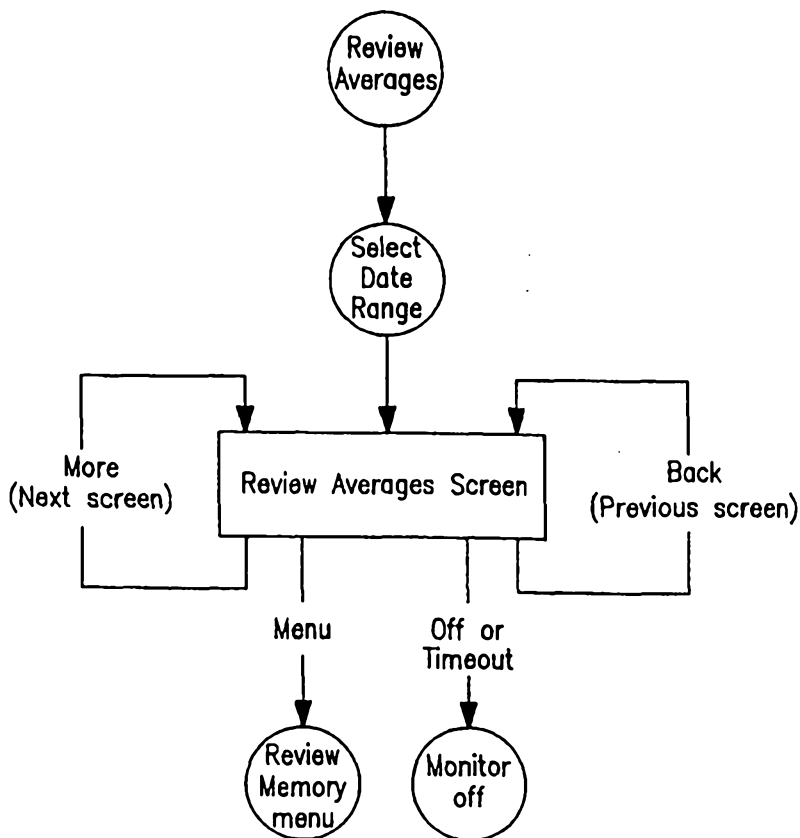 Review
Averages
Select
Date
Range
More
(Next screen)
Review Averages Screen
Back
(Previous screen)
Menu
Off or
Timeout
Review
Memory
menu
Monitor
off